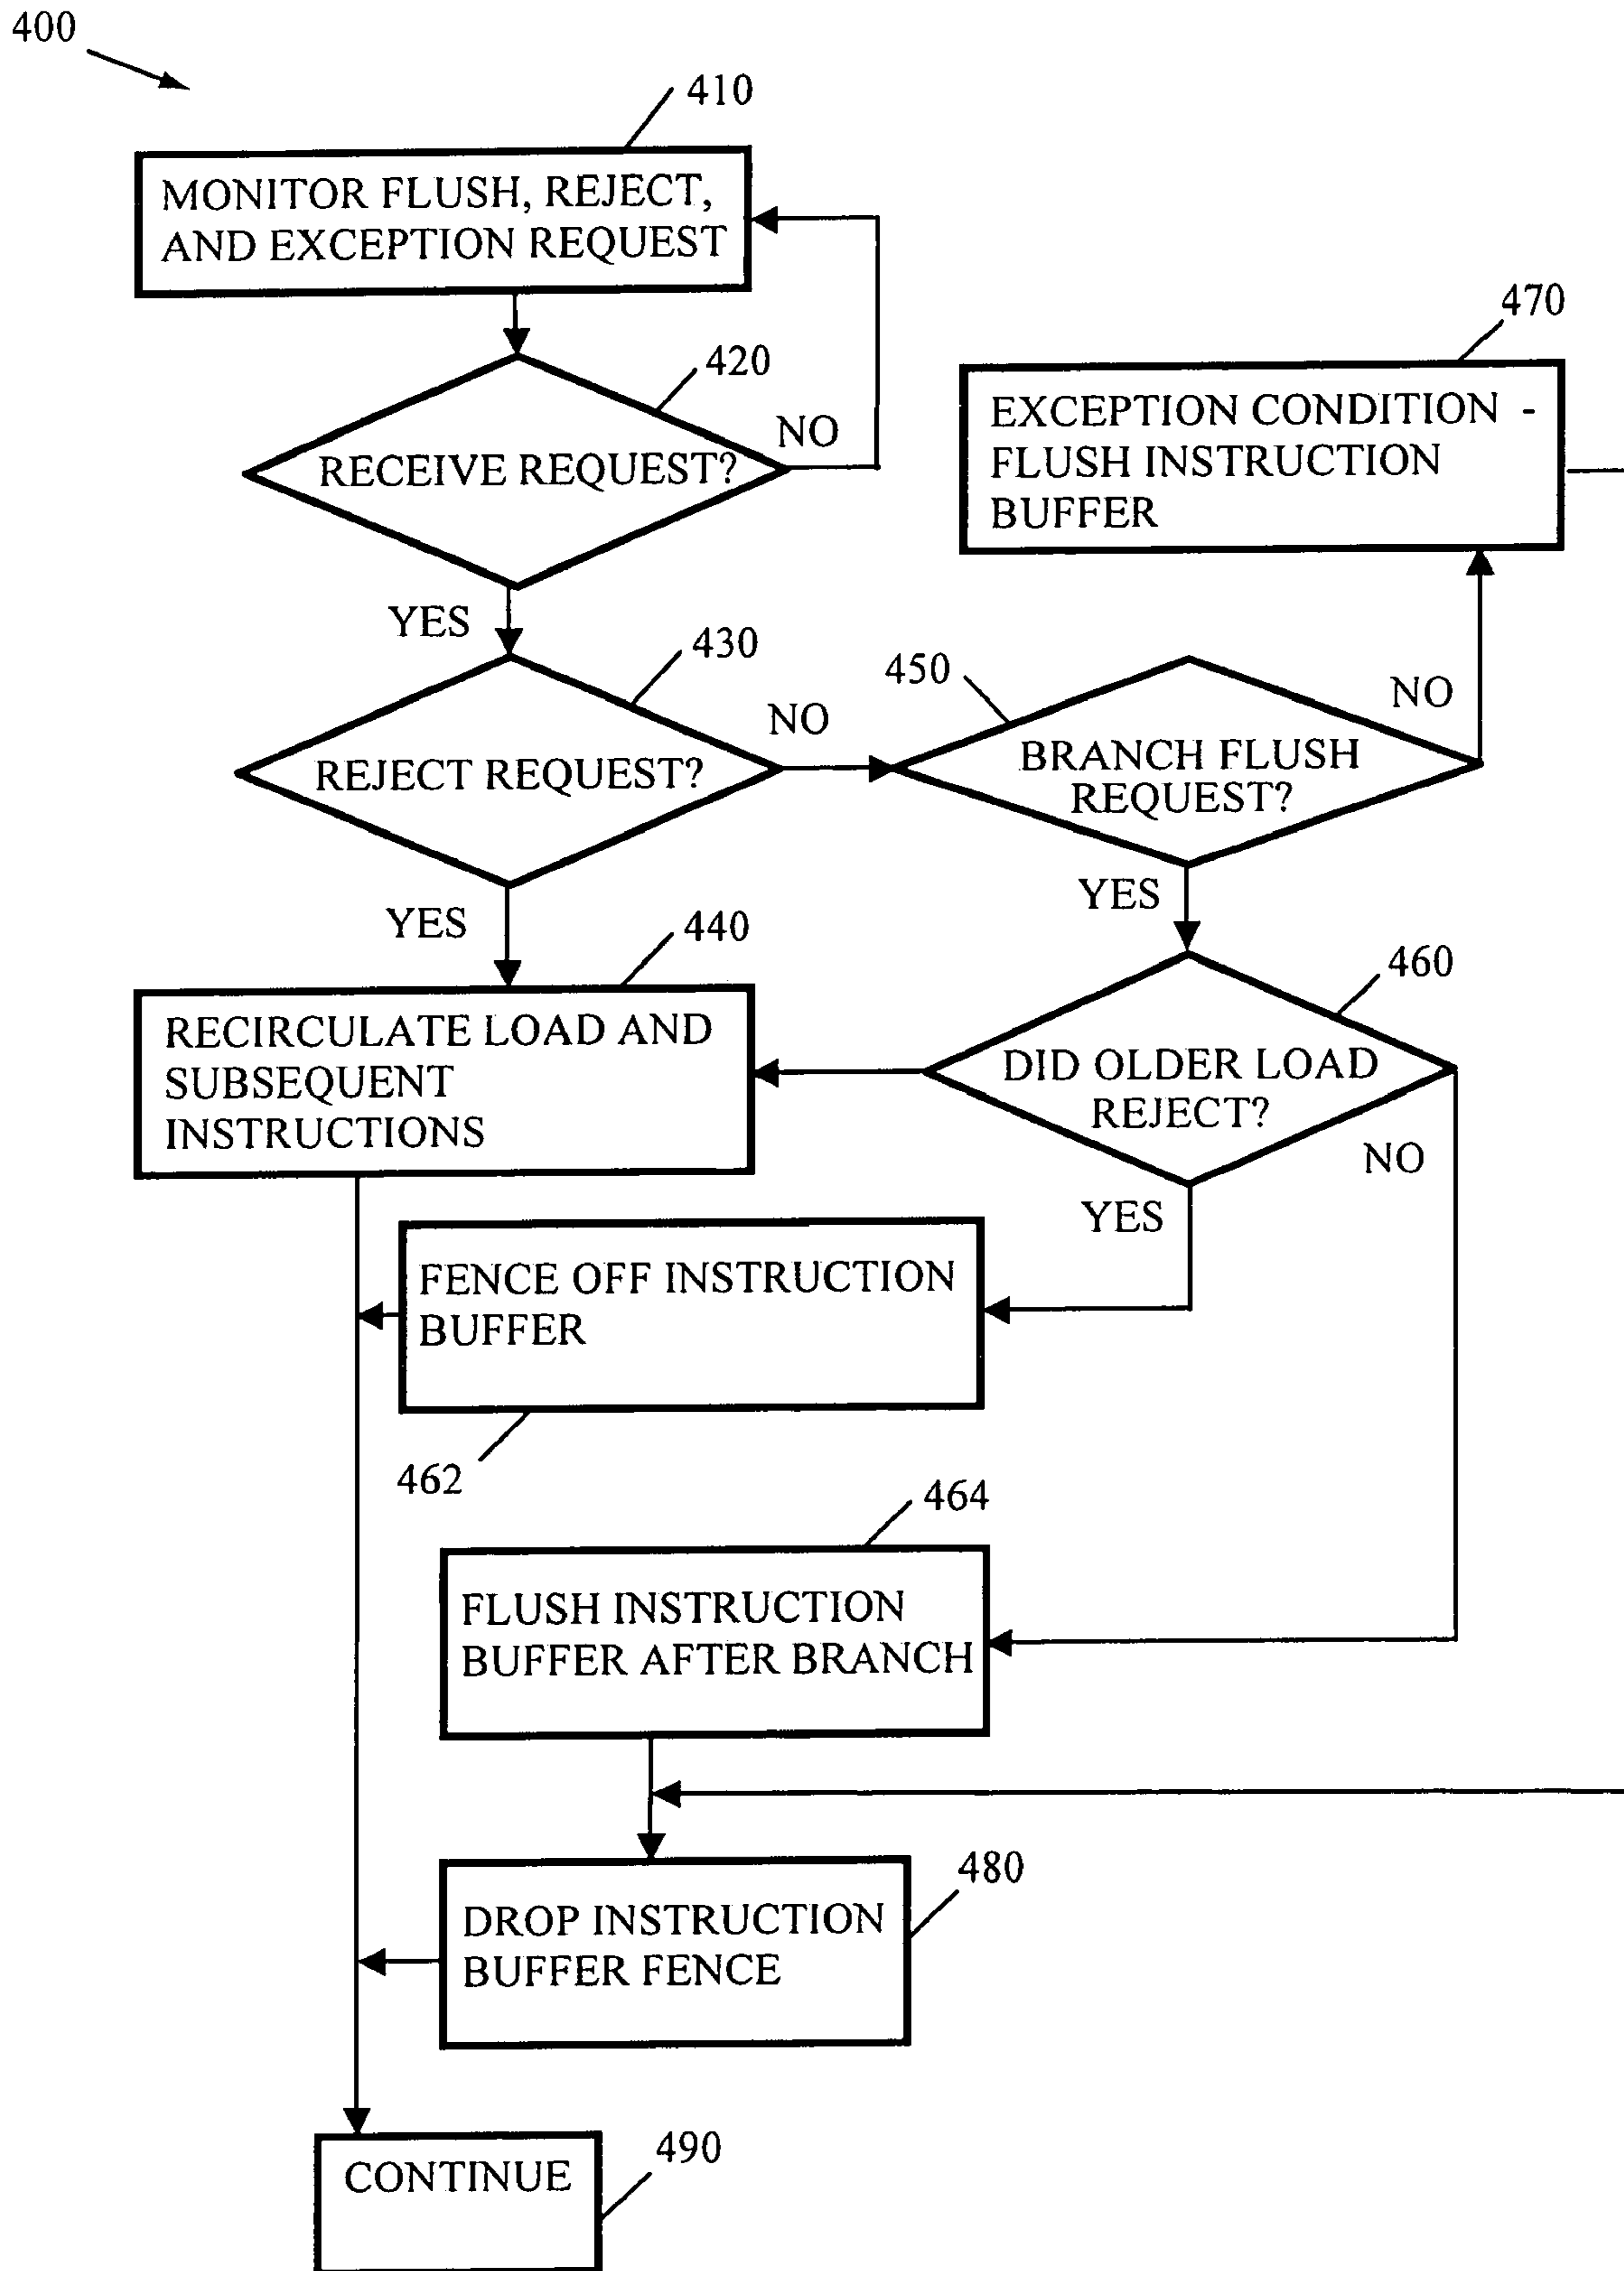 400
410
MONITOR FLUSH, REJECT,
AND EXCEPTION REQUEST
420
RECEIVE REQUEST?
NO
YES
470
EXCEPTION CONDITION -
FLUSH INSTRUCTION
BUFFER
430
REJECT REQUEST?
NO
YES
450
BRANCH FLUSH
REQUEST?
NO
YES
440
RECIRCULATE LOAD AND
SUBSEQUENT
INSTRUCTIONS
460
DID OLDER LOAD
REJECT?
NO
YES
FENCE OFF INSTRUCTION
BUFFER
462
464
FLUSH INSTRUCTION
BUFFER AFTER BRANCH
480
DROP INSTRUCTION
BUFFER FENCE
490
CONTINUE